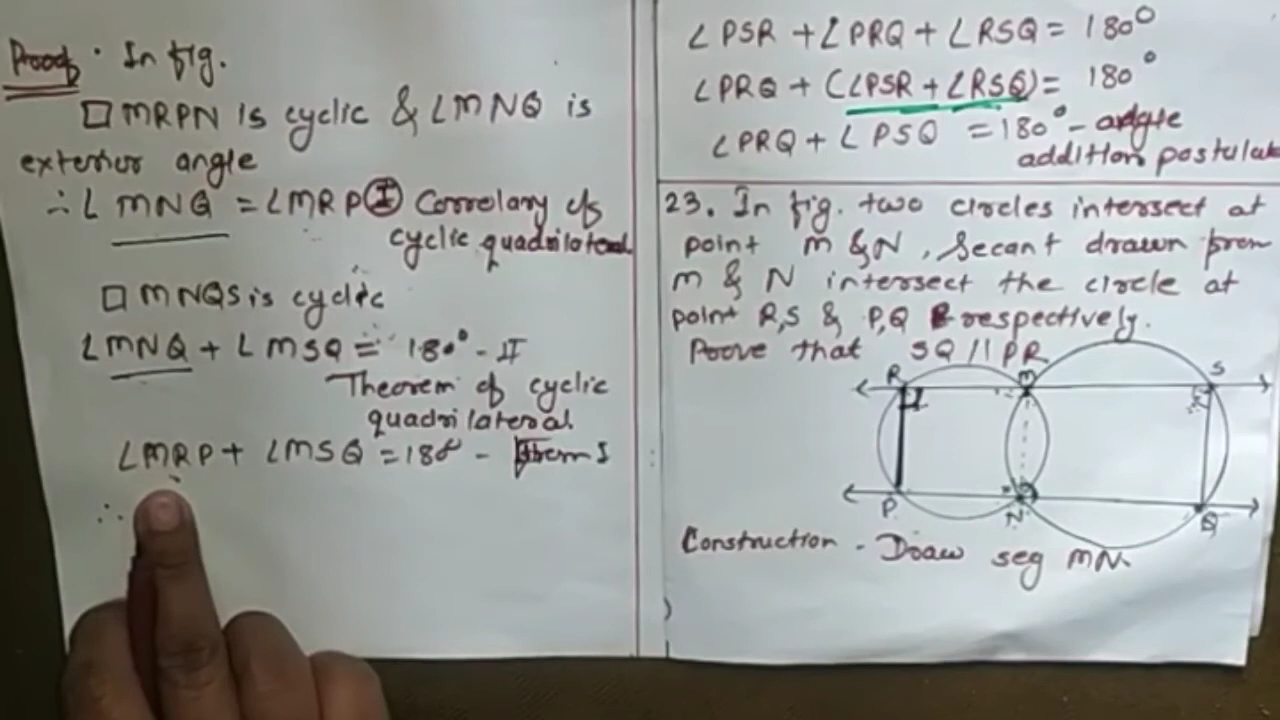 Proof. In fig.
□ MRPN is cyclic & ∠MNQ is
exterior angle
∴ ∠ MNQ = ∠MRP Ⓘ Correlary of
cyclic quadrilateral
□ MNQS is cyclic
∠MNQ + ∠MSQ = 180° - II
Theorem of cyclic
quadrilateral
∠MRP + ∠MSQ = 180° - I
∴
∠PSR + ∠PRQ + ∠RSQ = 180°
∠PRQ + (∠PSR + ∠RSQ) = 180°
∠PRQ + ∠PSQ = 180° - angle
addition postulat
23. In fig. two circles intersect at
point M & N, Secant drawn from
M & N intersect the circle at
point R,S & P,Q respectively.
Poove that SQ // PR
R M S
P N Q
Construction - Draw seg MN.